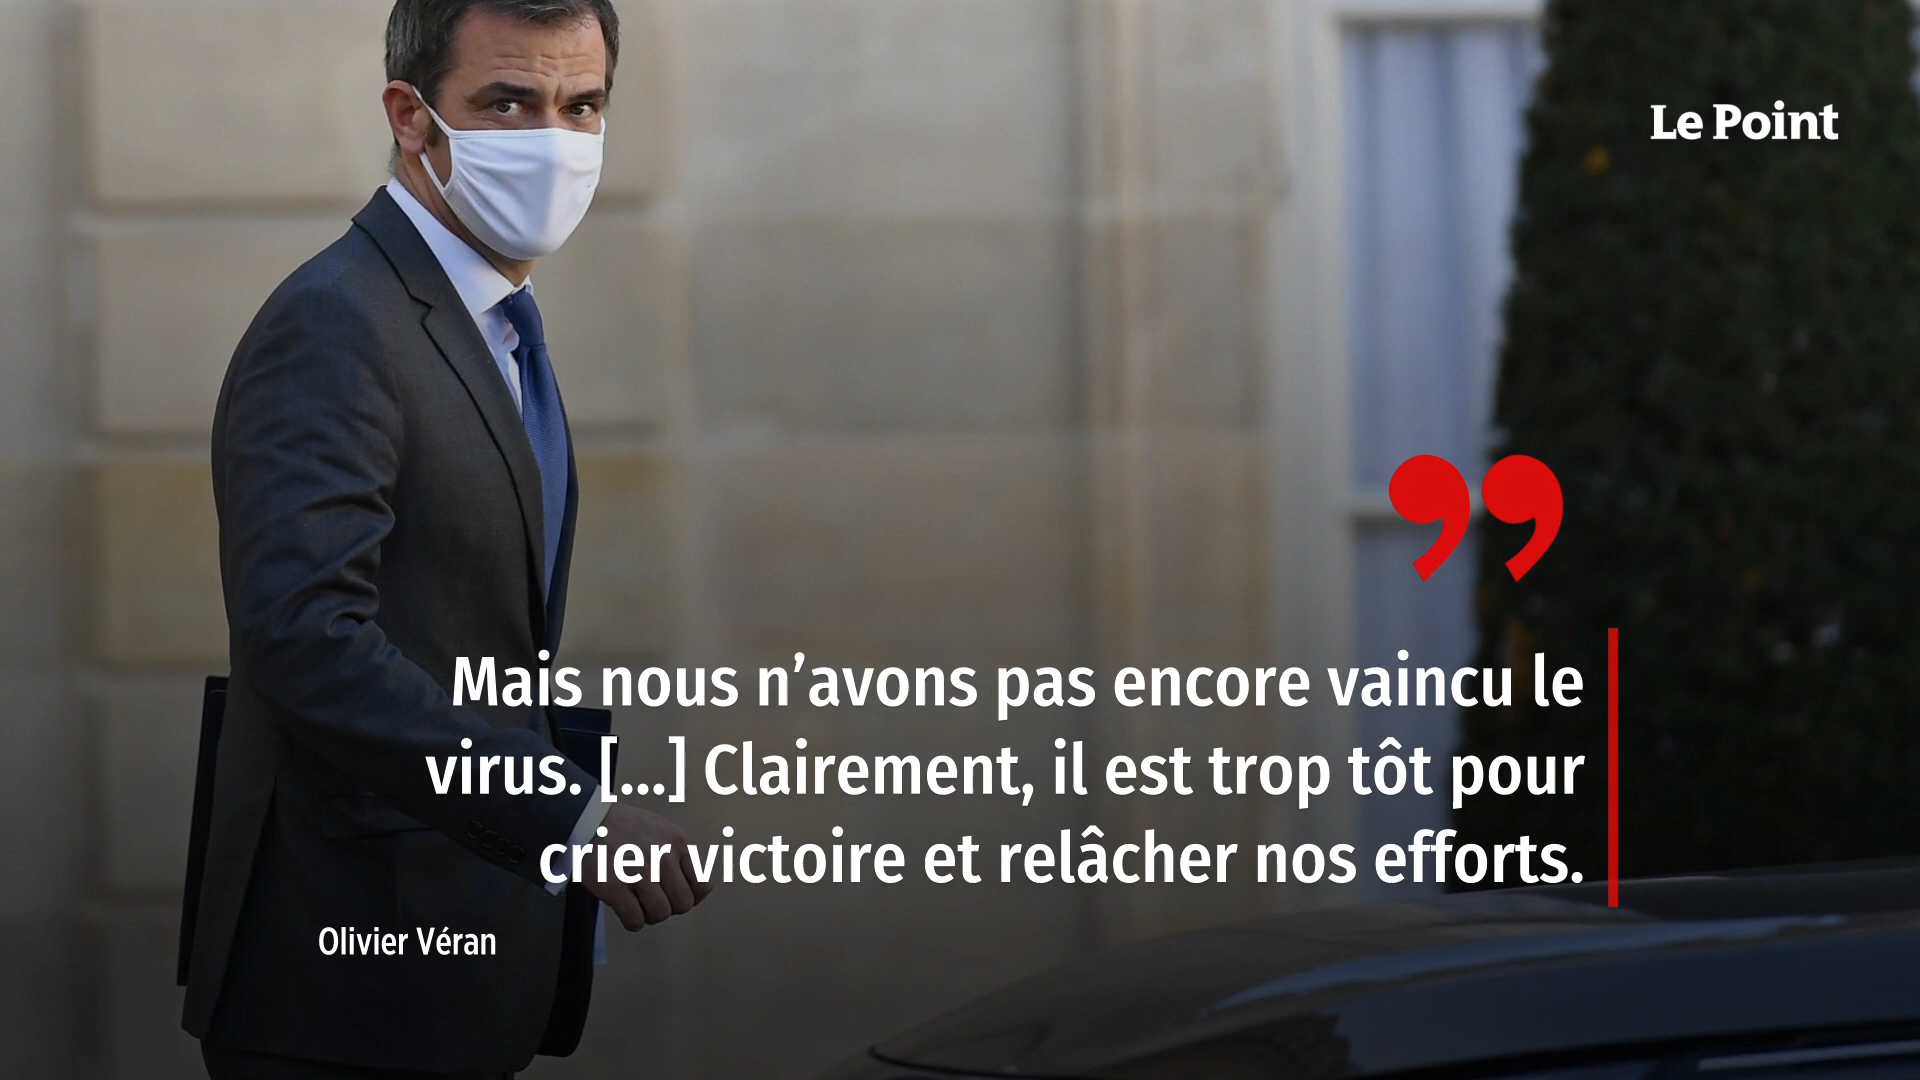 Le Point
”
Mais nous n’avons pas encore vaincu le
virus. [...] Clairement, il est trop tôt pour
crier victoire et relâcher nos efforts.
Olivier Véran